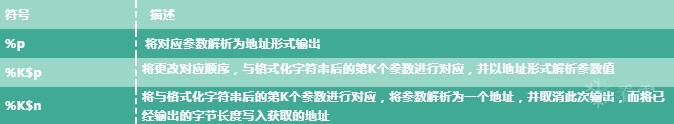 符号 描述
%p 将对应参数解析为地址形式输出
%K$p 将更改对应顺序，与格式化字符串后的第K个参数进行对应，并以地址形式解析参数值
%K$n 将与格式化字符串后的第K个参数进行对应，将参数解析为一个地址，并取消此次输出，而将已
经输出的字节长度写入获取的地址